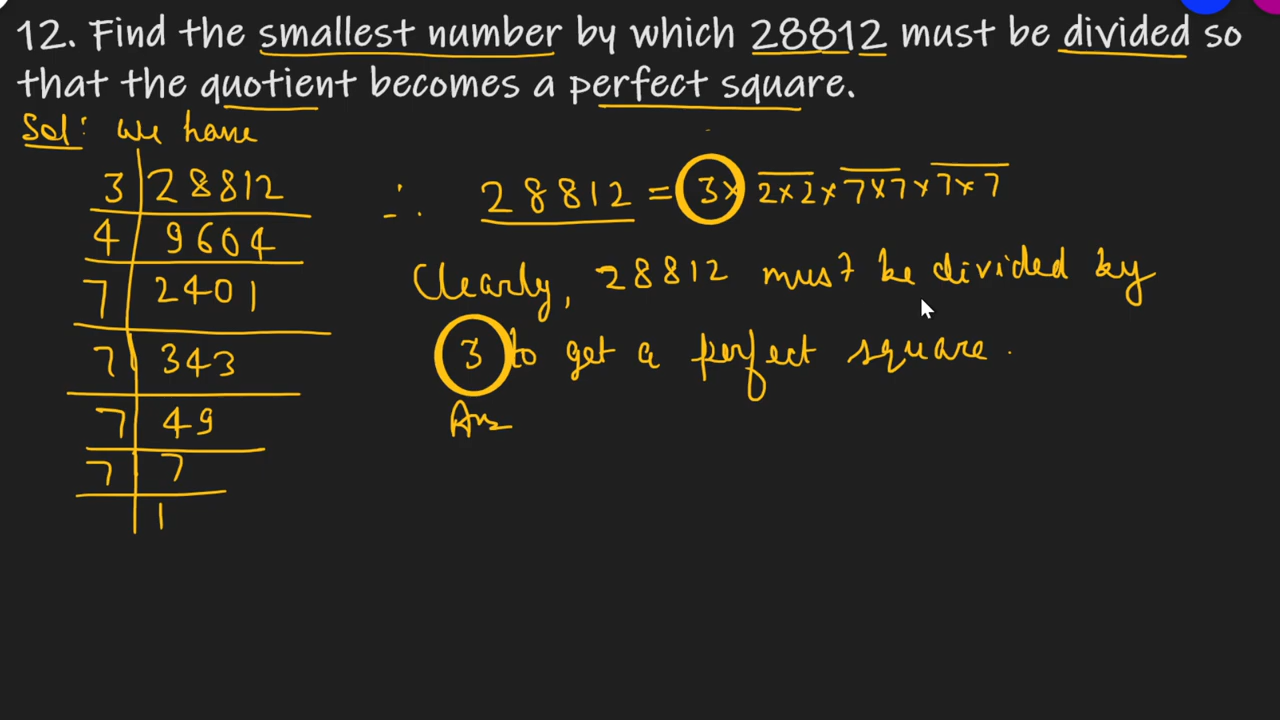 12. Find the smallest number by which 28812 must be divided so
that the quotient becomes a perfect square.
Sol: We have
3 | 28812
4 | 9604
7 | 2401
7 | 343
7 | 49
7 | 7
1
∴ 28812 = 3 × 2 × 2 × 7 × 7 × 7 × 7
Clearly, 28812 must be divided by
3 to get a perfect square.
Ans